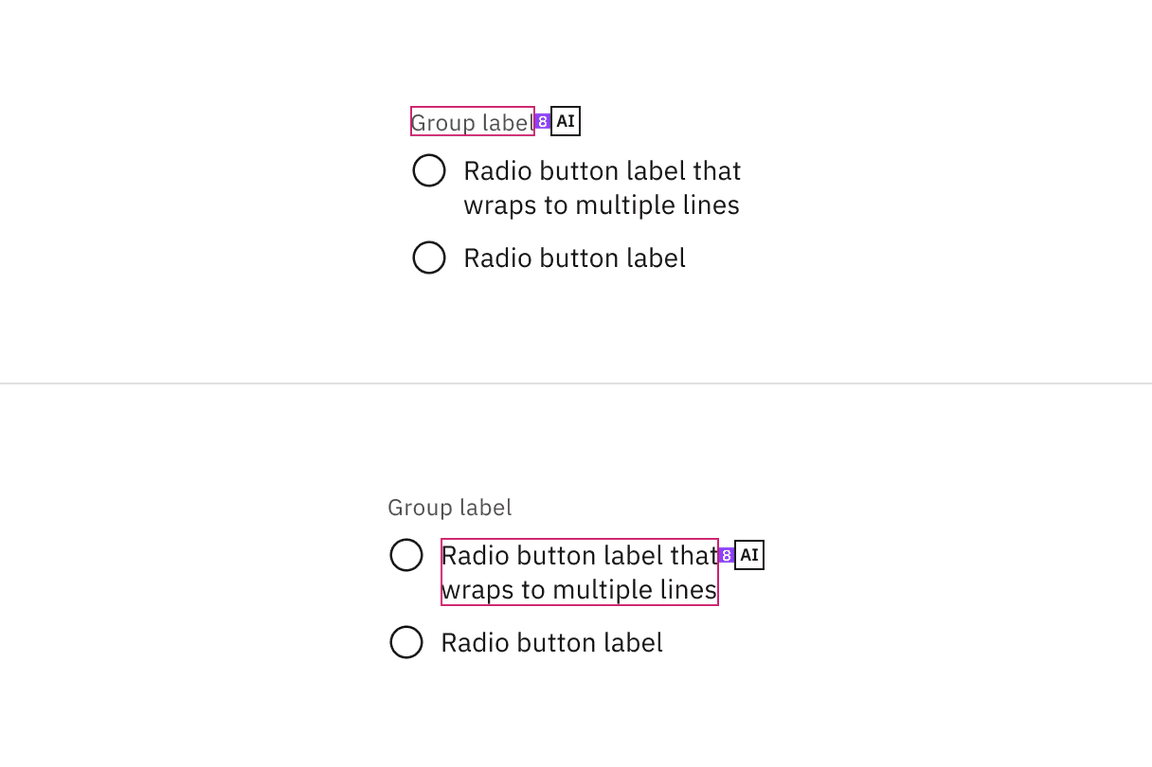 Group label 8 AI
Radio button label that
wraps to multiple lines
Radio button label
Group label
Radio button label that 8 AI
wraps to multiple lines
Radio button label